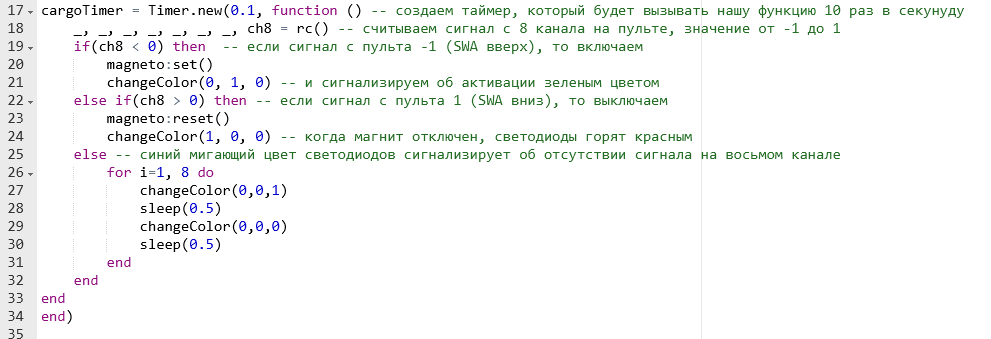 17 cargoTimer = Timer.new(0.1, function () -- создаем таймер, который будет вызывать нашу функцию 10 раз в секунуду
18     _, _, _, _, _, _, _, ch8 = rc() -- считываем сигнал с 8 канала на пульте, значение от -1 до 1
19     if(ch8 < 0) then  -- если сигнал с пульта -1 (SWA вверх), то включаем
20         magneto:set()
21         changeColor(0, 1, 0) -- и сигнализируем об активации зеленым цветом
22     else if(ch8 > 0) then -- если сигнал с пульта 1 (SWA вниз), то выключаем
23         magneto:reset()
24         changeColor(1, 0, 0) -- когда магнит отключен, светодиоды горят красным
25     else -- синий мигающий цвет светодиодов сигнализирует об отсутствии сигнала на восьмом канале
26         for i=1, 8 do
27             changeColor(0,0,1)
28             sleep(0.5)
29             changeColor(0,0,0)
30             sleep(0.5)
31         end
32     end
33 end
34 end)
35